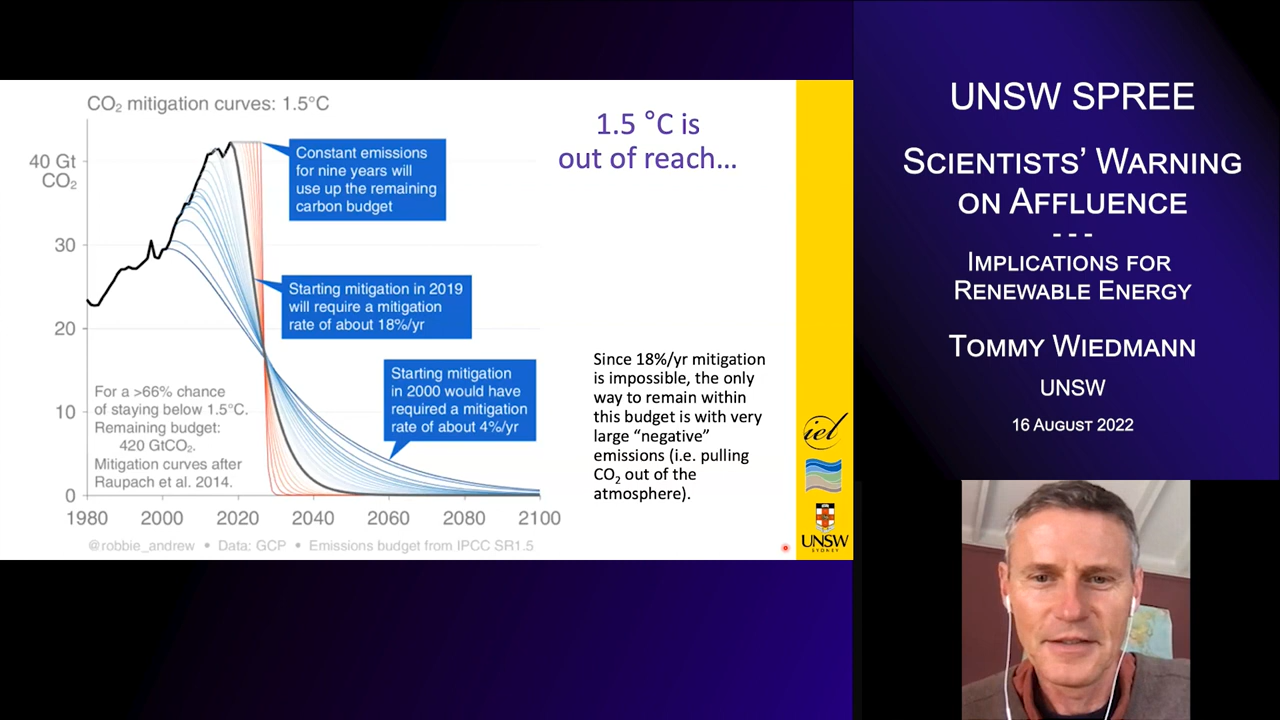 CO₂ mitigation curves: 1.5°C
40 Gt
CO₂
30
20
10
0
1980
2000
2020
2040
2060
2080
2100
Constant emissions
for nine years will
use up the remaining
carbon budget
Starting mitigation in 2019
will require a mitigation
rate of about 18%/yr
Starting mitigation
in 2000 would have
required a mitigation
rate of about 4%/yr
For a >66% chance
of staying below 1.5°C.
Remaining budget:
420 GtCO₂.
Mitigation curves after
Raupach et al. 2014.
@robbie_andrew • Data: GCP • Emissions budget from IPCC SR1.5
1.5 °C is
out of reach...
Since 18%/yr mitigation
is impossible, the only
way to remain within
this budget is with very
large “negative”
emissions (i.e. pulling
CO₂ out of the
atmosphere).
iel
UNSW
SYDNEY
UNSW SPREE
SCIENTISTS’ WARNING
ON AFFLUENCE
- - -
IMPLICATIONS FOR
RENEWABLE ENERGY
TOMMY WIEDMANN
UNSW
16 AUGUST 2022